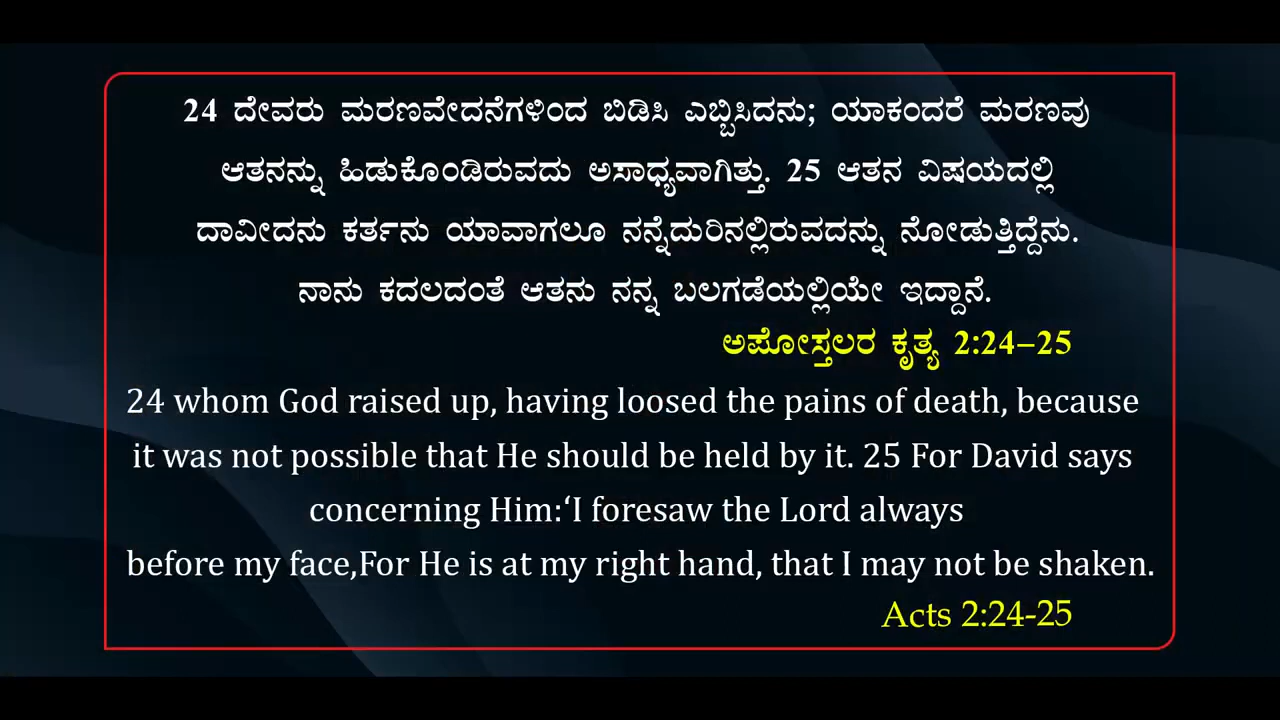 24 ದೇವರು ಮರಣವೇದನೆಗಳಿಂದ ಬಿಡಿಸಿ ಎಬ್ಬಿಸಿದನು; ಯಾಕಂದರೆ ಮರಣವು
ಆತನನ್ನು ಹಿಡುಕೊಂಡಿರುವದು ಅಸಾಧ್ಯವಾಗಿತ್ತು. 25 ಆತನ ವಿಷಯದಲ್ಲಿ
ದಾವೀದನು ಕರ್ತನು ಯಾವಾಗಲೂ ನನ್ನೆದುರಿನಲ್ಲಿರುವದನ್ನು ನೋಡುತ್ತಿದ್ದೆನು.
ನಾನು ಕದಲದಂತೆ ಆತನು ನನ್ನ ಬಲಗಡೆಯಲ್ಲಿಯೇ ಇದ್ದಾನೆ.
ಅಪೋಸ್ತಲರ ಕೃತ್ಯ 2:24-25
24 whom God raised up, having loosed the pains of death, because
it was not possible that He should be held by it. 25 For David says
concerning Him:‘I foresaw the Lord always
before my face,For He is at my right hand, that I may not be shaken.
Acts 2:24-25